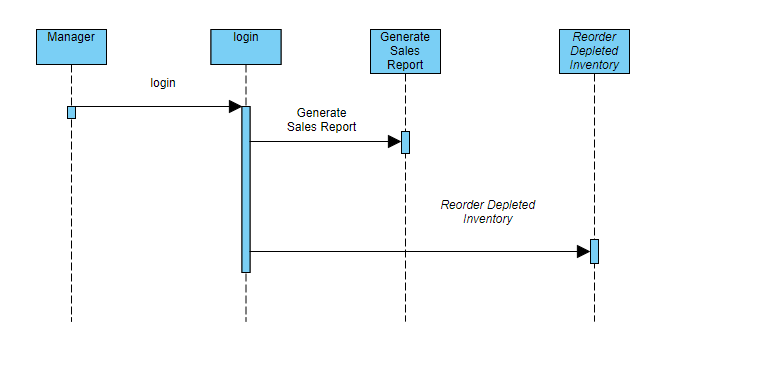 Manager
login
Generate
Sales
Report
Reorder
Depleted
Inventory
login
Generate
Sales Report
Reorder Depleted
Inventory